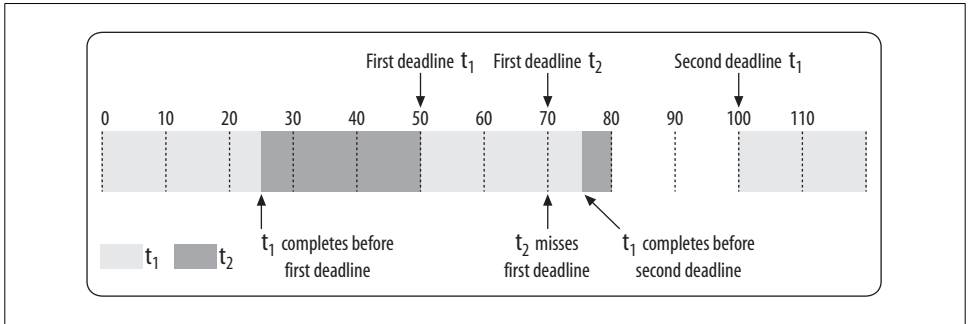 First deadline t₁ First deadline t₂ Second deadline t₁
0 10 20 30 40 50 60 70 80 90 100 110
t₁ t₂
t₁ completes before
first deadline
t₂ misses
first deadline
t₁ completes before
second deadline